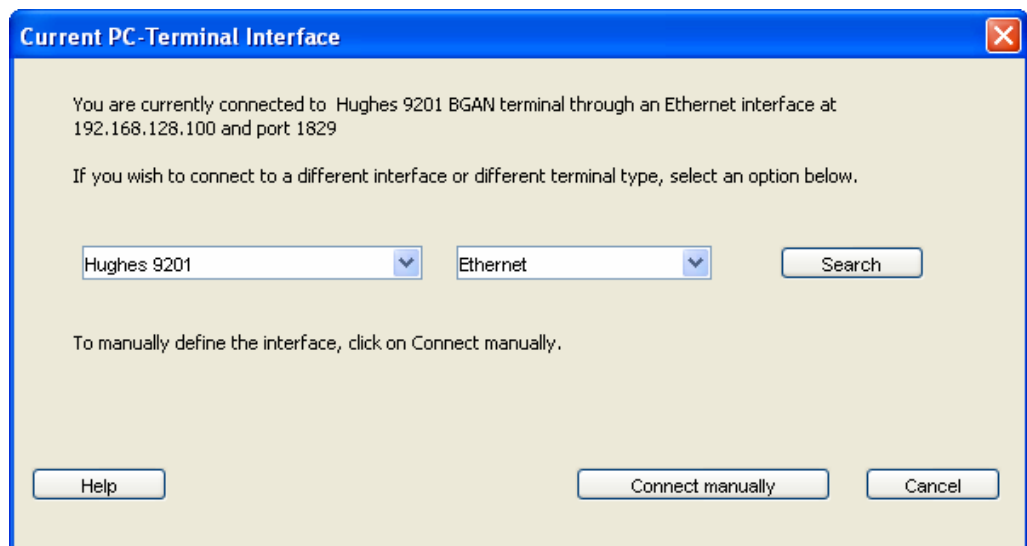 Current PC-Terminal Interface
You are currently connected to Hughes 9201 BGAN terminal through an Ethernet interface at
192.168.128.100 and port 1829
If you wish to connect to a different interface or different terminal type, select an option below.
Hughes 9201 Ethernet Search
To manually define the interface, click on Connect manually.
Help Connect manually Cancel